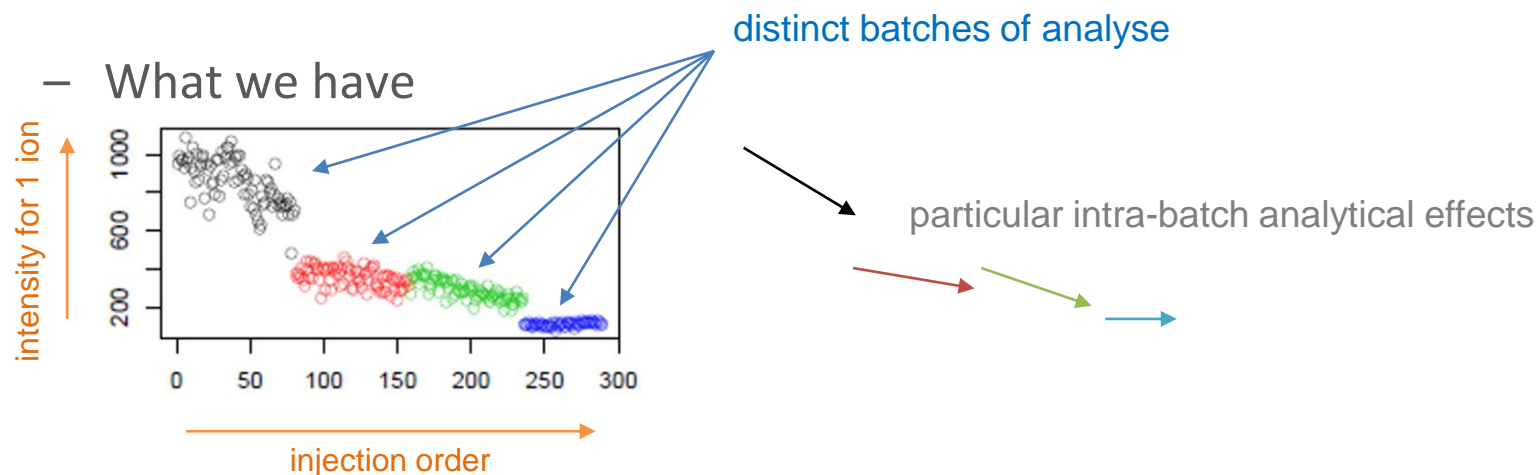 distinct batches of analyse
– What we have
intensity for 1 ion
1000
600
200
0 50 100 150 200 250 300
injection order
particular intra-batch analytical effects